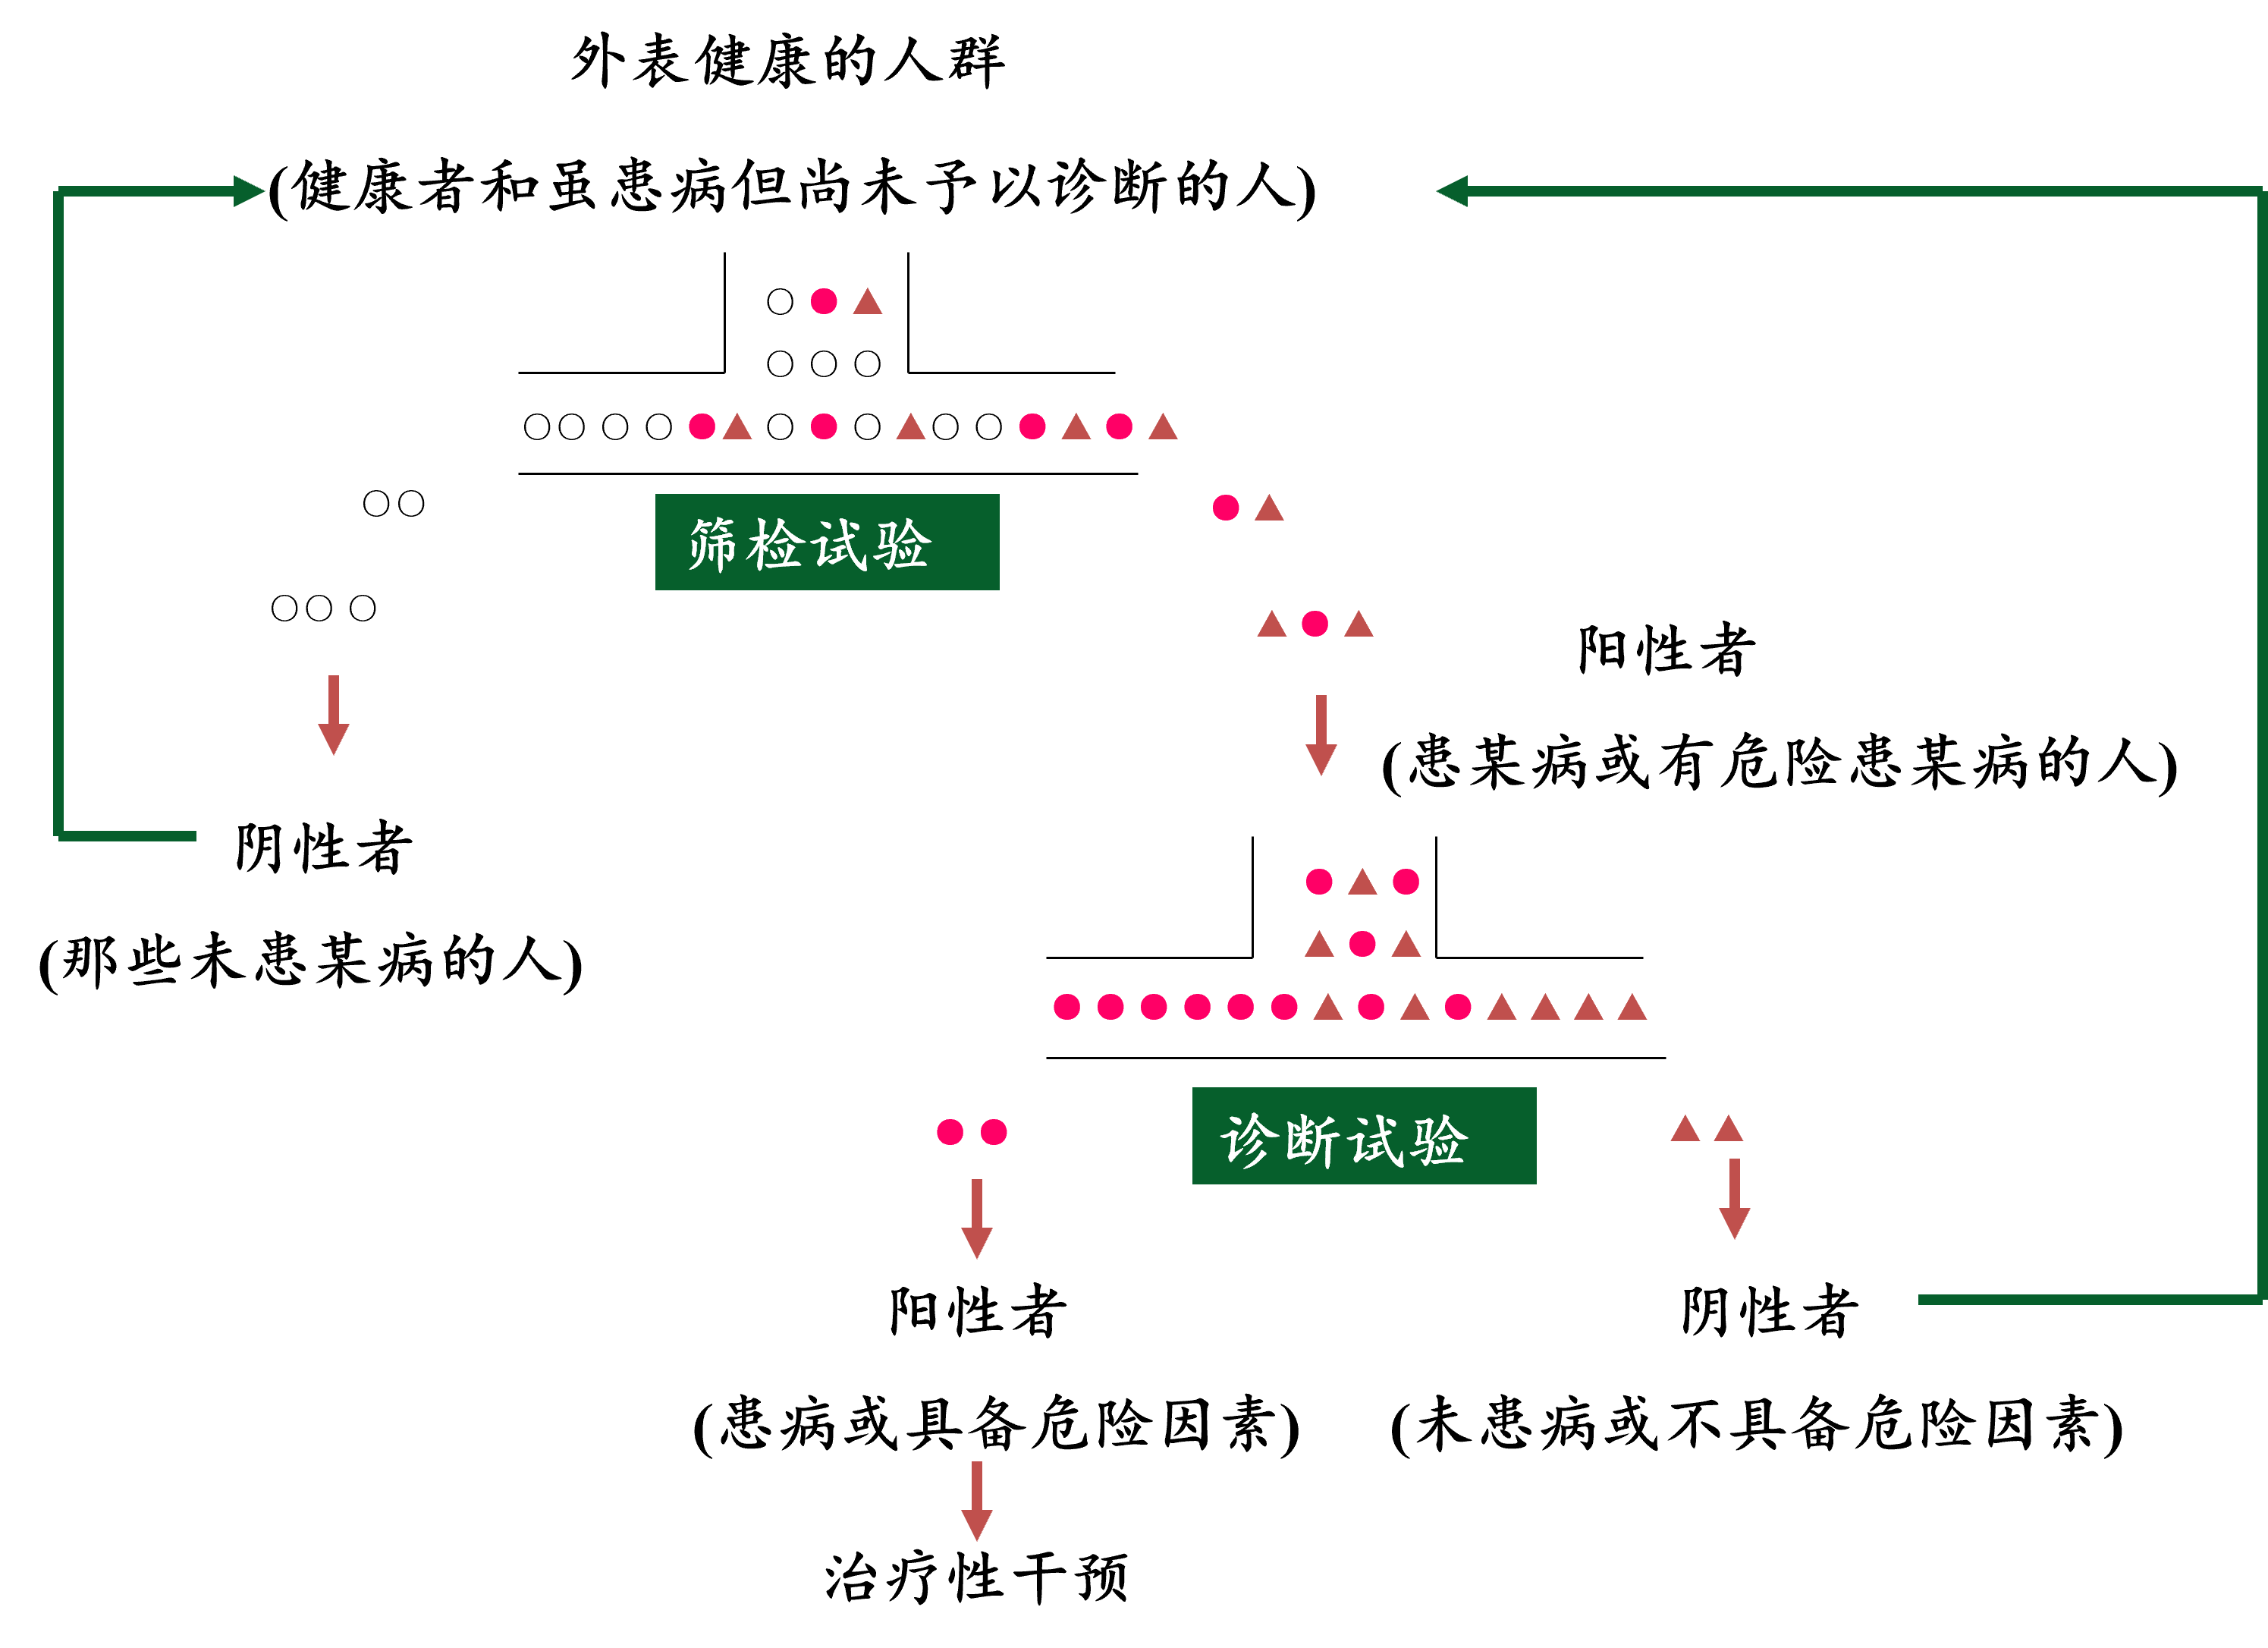 外表健康的人群
(健康者和虽患病但尚未予以诊断的人)
筛检试验
阳性者
(患某病或有危险患某病的人)
阴性者
(那些未患某病的人)
诊断试验
阳性者
阴性者
(患病或具备危险因素)
(未患病或不具备危险因素)
治疗性干预